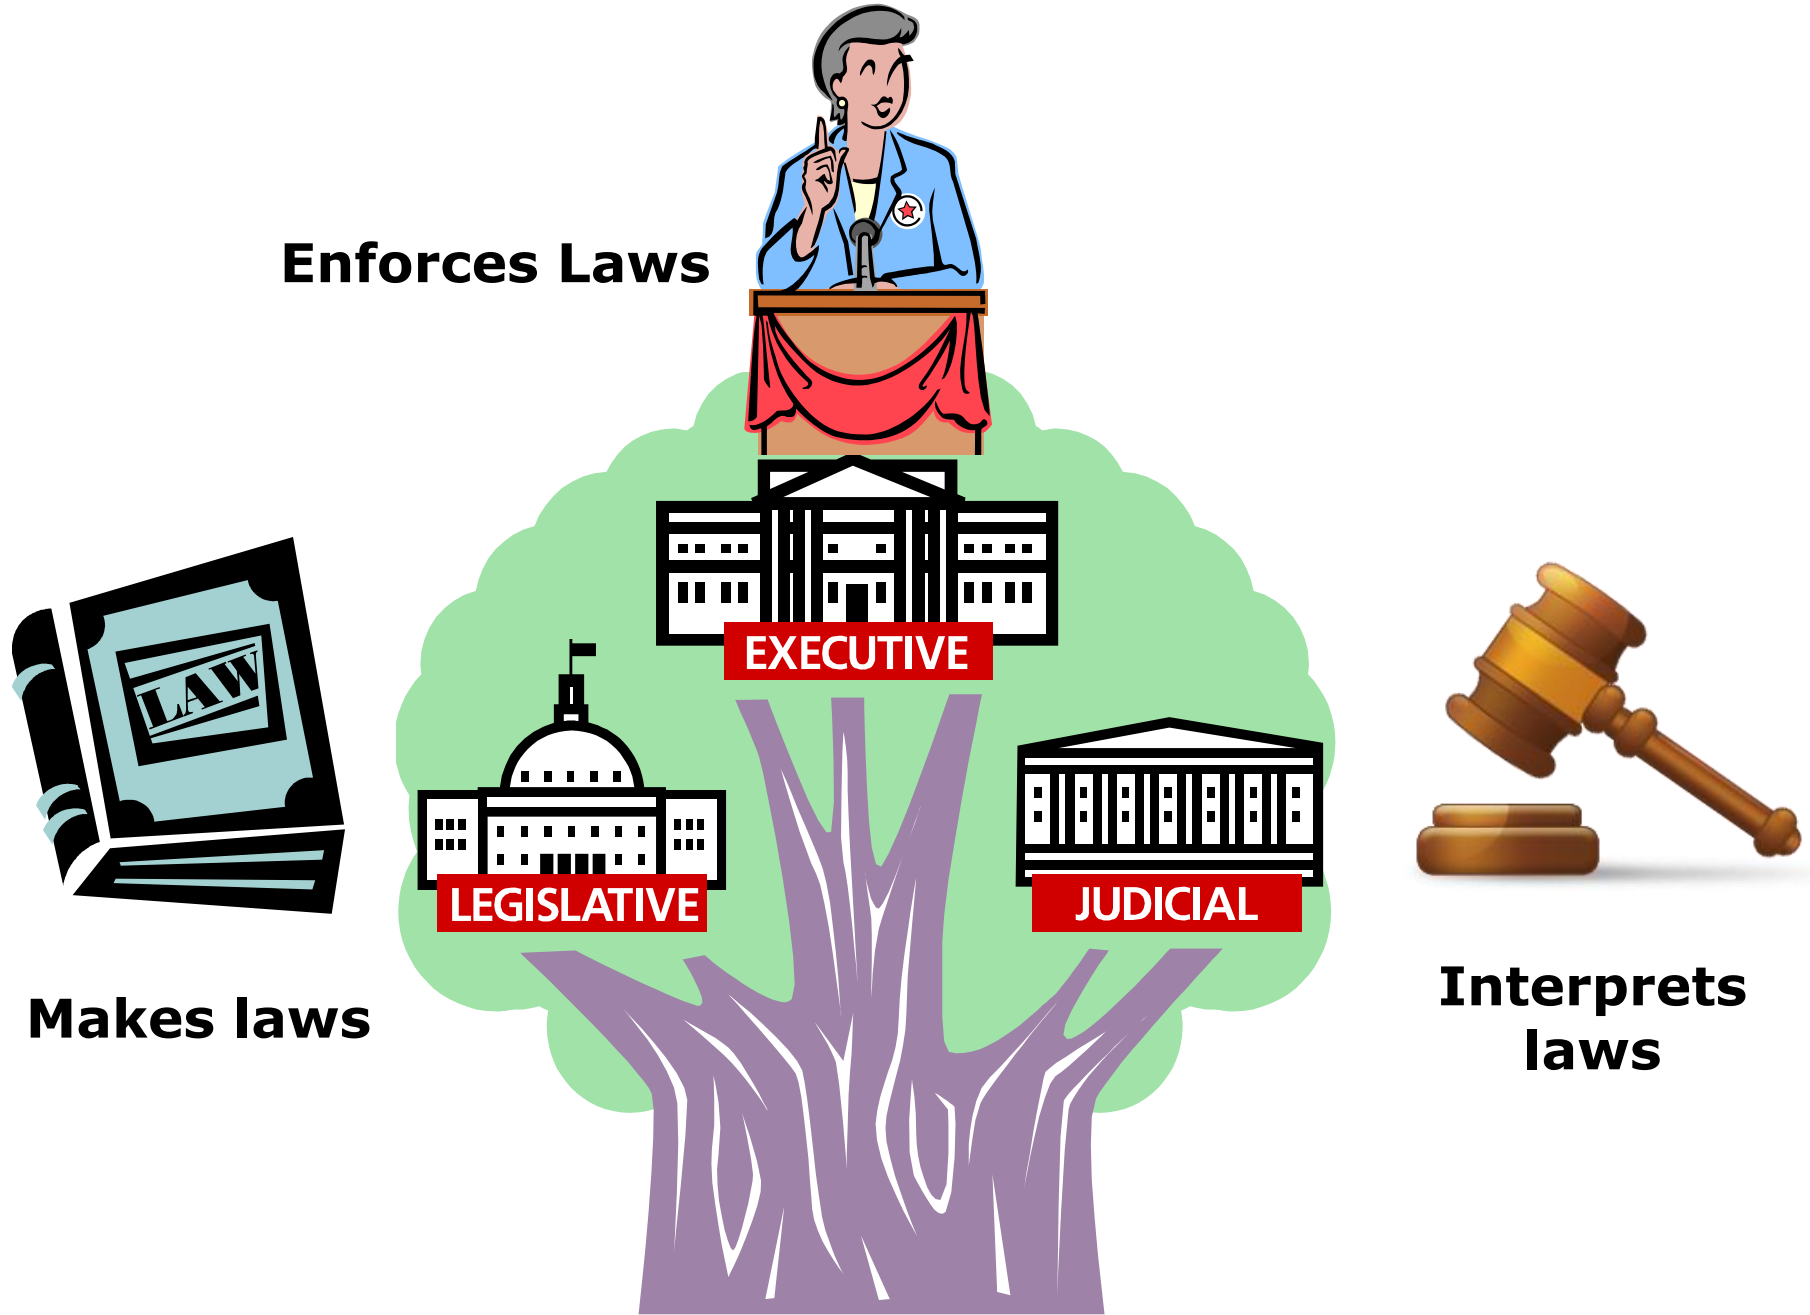 Enforces Laws
EXECUTIVE
LAW
LEGISLATIVE
JUDICIAL
Makes laws
Interprets
laws